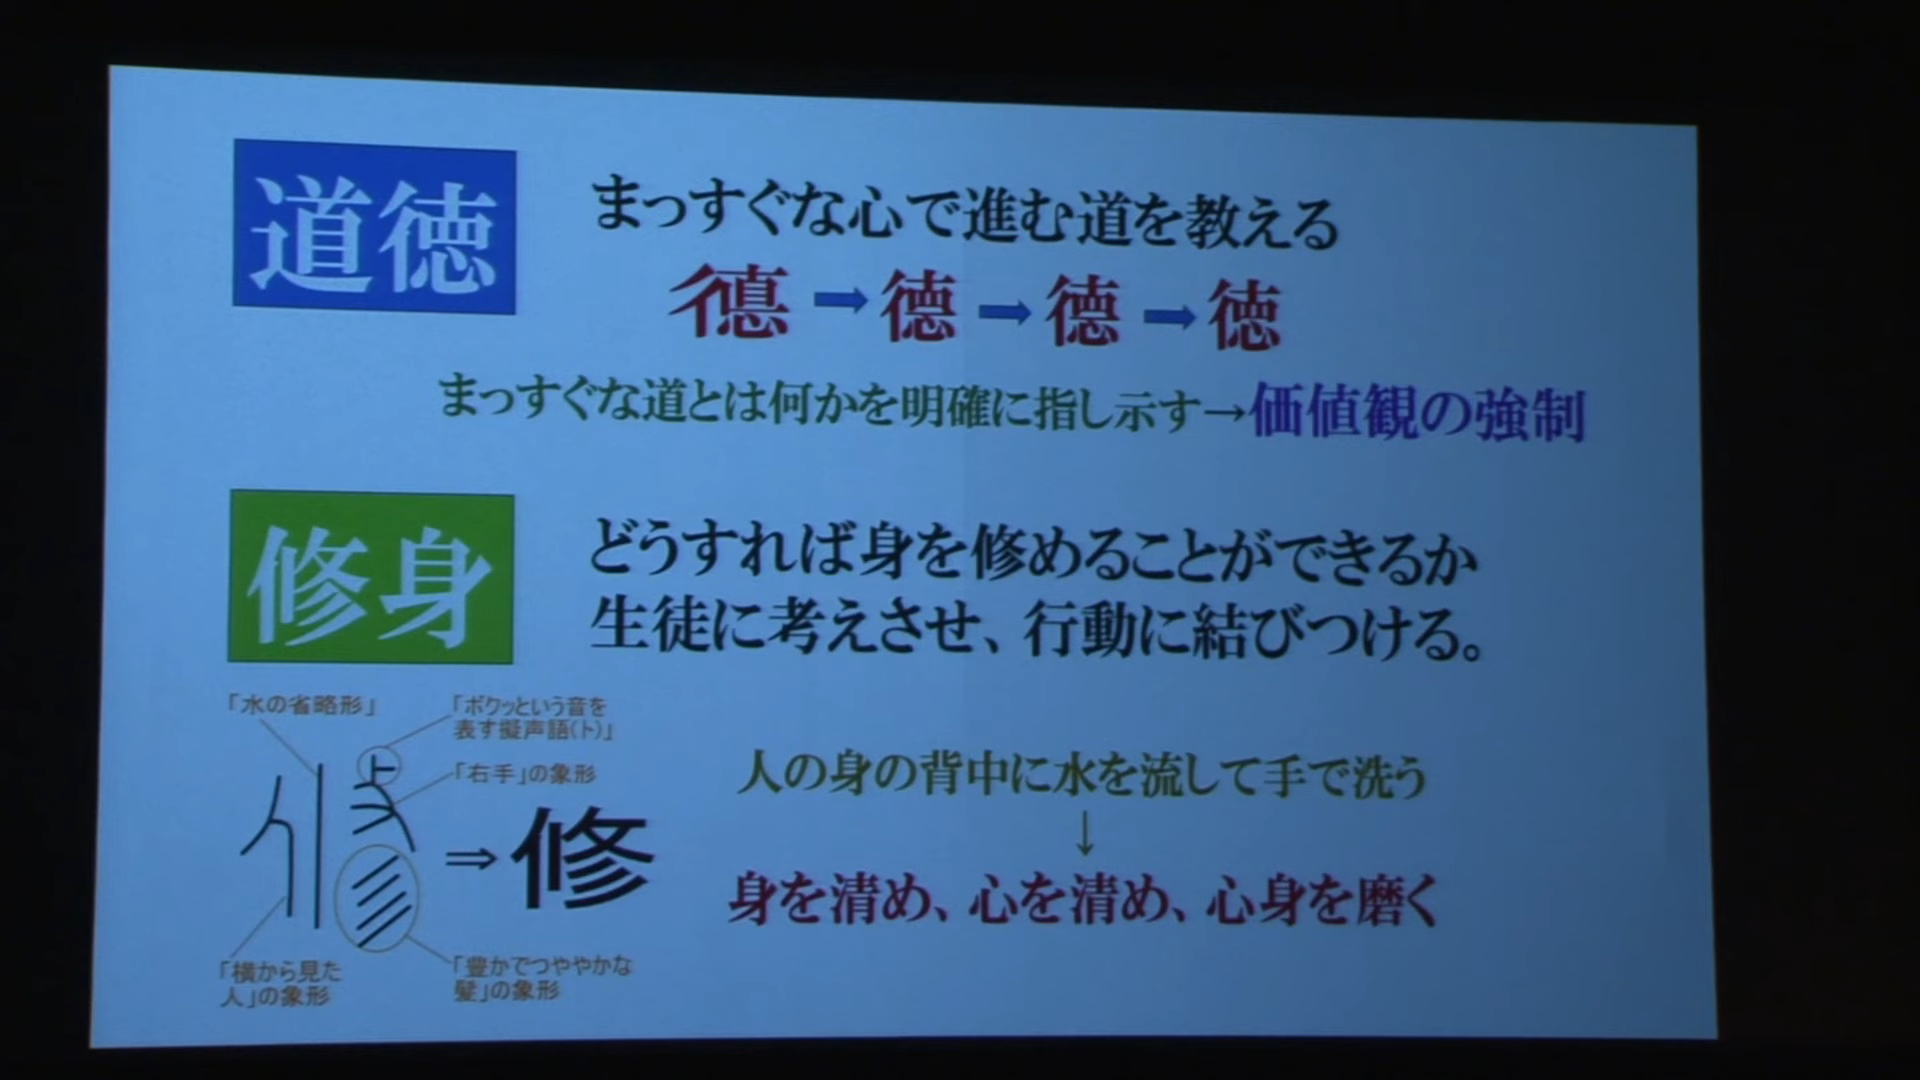 道徳
まっすぐな心で進む道を教える
德→德→德→徳
まっすぐな道とは何かを明確に指し示す→価値観の強制
修身
どうすれば身を修めることができるか
生徒に考えさせ、行動に結びつける。
「水の省略形」
「ボクッという音を
表す擬声語(ト)」
「右手」の象形
⇒修
「横から見た
人」の象形
「豊かでつややかな
髪」の象形
人の身の背中に水を流して手で洗う
↓
身を清め、心を清め、心身を磨く